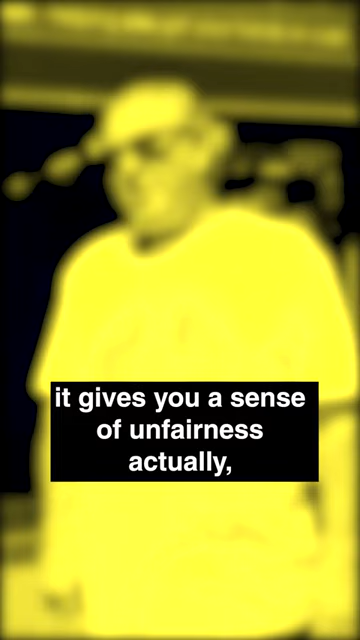 it gives you a sense
of unfairness
actually,